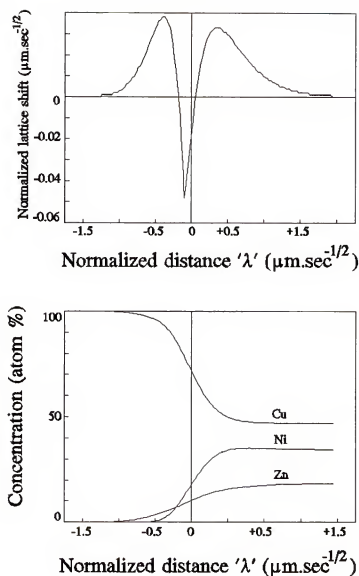 Normalized lattice shift (μm.sec^-1/2)
0
-0.02
-0.04
-0.06
-1.5
-0.5
0
+0.5
+1.5
Normalized distance 'λ' (μm.sec^-1/2)
Concentration (atom %)
100
50
0
Cu
Ni
Zn
-1.5
-0.5
0
+0.5
+1.5
Normalized distance 'λ' (μm.sec^-1/2)